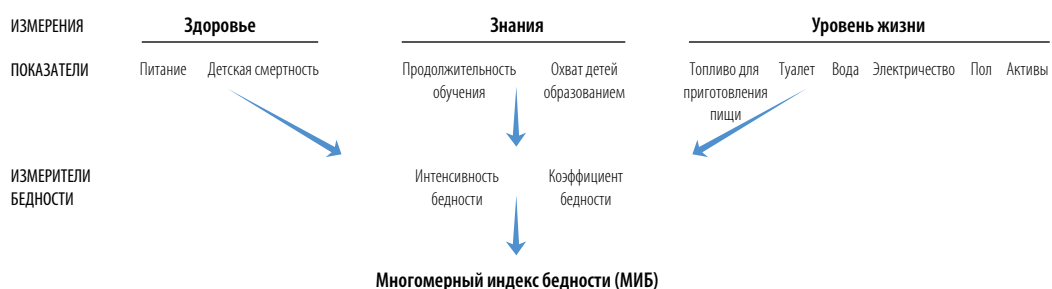 ИЗМЕРЕНИЯ Здоровье Знания Уровень жизни
ПОКАЗАТЕЛИ Питание Детская смертность Продолжительность Охват детей Топливо для Туалет Вода Электричество Пол Активы
обучения образованием приготовления
пищи
ИЗМЕРИТЕЛИ Интенсивность Коэффициент
БЕДНОСТИ бедности бедности
Многомерный индекс бедности (МИБ)